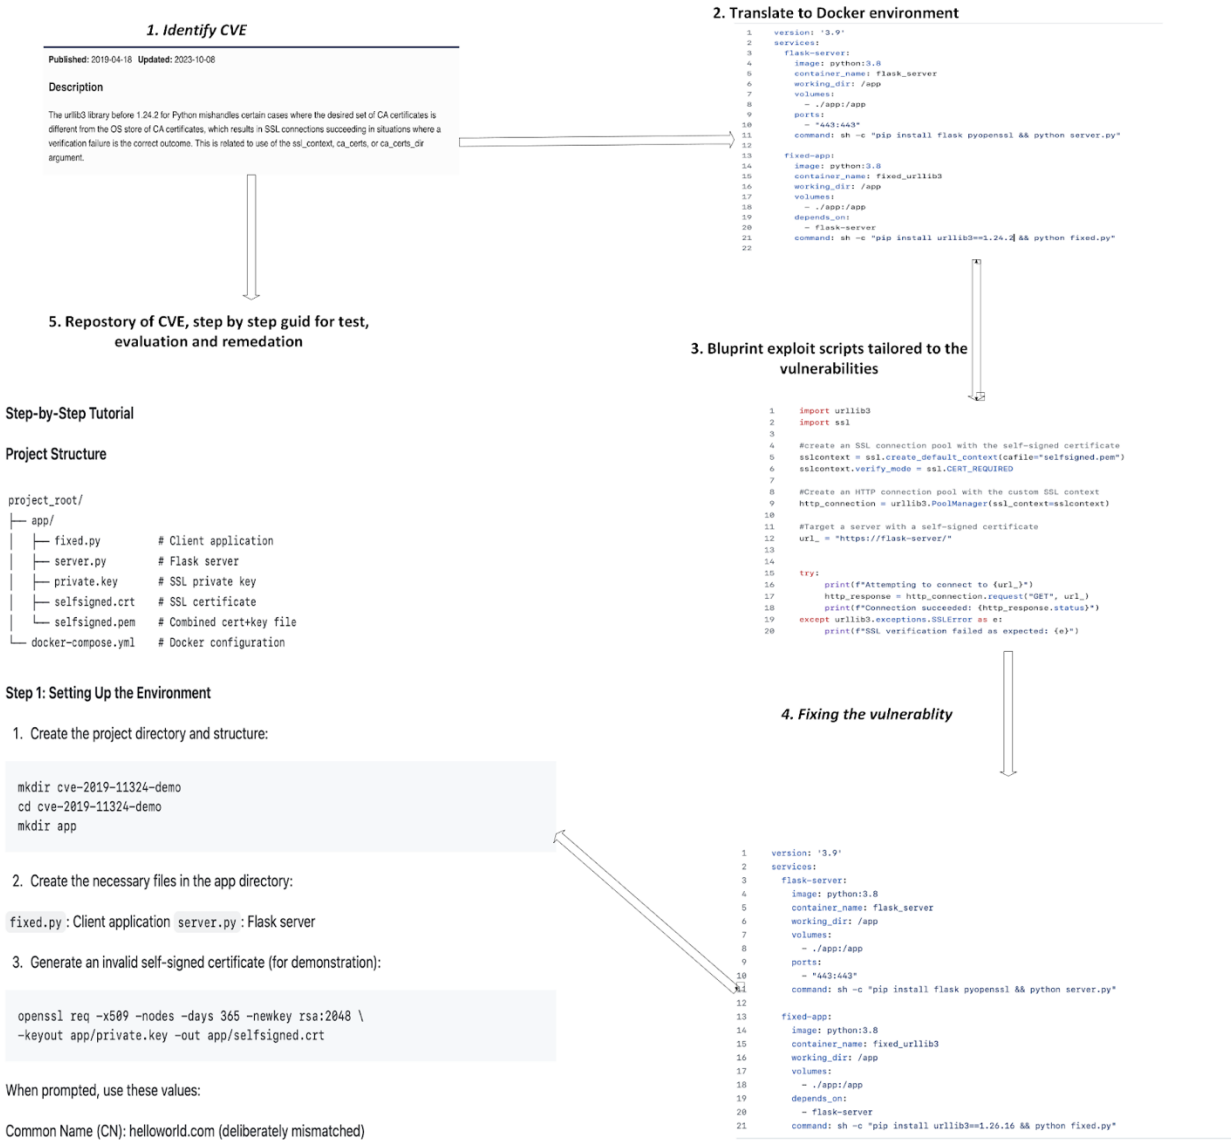 1. Identify CVE
Published: 2019-04-18 Updated: 2023-10-08
Description
The urllib3 library before 1.24.2 for Python mishandles certain cases where the desired set of CA certificates is
different from the OS store of CA certificates, which results in SSL connections succeeding in situations where a
verification failure is the correct outcome. This is related to use of the ssl_context, ca_certs, or ca_certs_dir
argument.
2. Translate to Docker environment
1 version: '3.9'
2 services:
3 flask-server:
4 image: python:3.8
5 container_name: flask_server
6 working_dir: /app
7 volumes:
8 - ./app:/app
9 ports:
10 - "443:443"
11 command: sh -c "pip install flask pyopenssl && python server.py"
12
13 fixed-app:
14 image: python:3.8
15 container_name: fixed_urllib3
16 working_dir: /app
17 volumes:
18 - ./app:/app
19 depends_on:
20 - flask-server
21 command: sh -c "pip install urllib3==1.24.2 && python fixed.py"
22
3. Bluprint exploit scripts tailored to the
vulnerabilities
1 import urllib3
2 import ssl
3
4 #create an SSL connection pool with the self-signed certificate
5 sslcontext = ssl.create_default_context(cafile="selfsigned.pem")
6 sslcontext.verify_mode = ssl.CERT_REQUIRED
7
8 #Create an HTTP connection pool with the custom SSL context
9 http_connection = urllib3.PoolManager(ssl_context=sslcontext)
10
11 #Target a server with a self-signed certificate
12 url_ = "https://flask-server/"
13
14
15 try:
16 print(f"Attempting to connect to {url_}")
17 http_response = http_connection.request("GET", url_)
18 print(f"Connection succeeded: {http_response.status}")
19 except urllib3.exceptions.SSLError as e:
20 print(f"SSL verification failed as expected: {e}")
4. Fixing the vulnerablity
1 version: '3.9'
2 services:
3 flask-server:
4 image: python:3.8
5 container_name: flask_server
6 working_dir: /app
7 volumes:
8 - ./app:/app
9 ports:
10 - "443:443"
11 command: sh -c "pip install flask pyopenssl && python server.py"
12
13 fixed-app:
14 image: python:3.8
15 container_name: fixed_urllib3
16 working_dir: /app
17 volumes:
18 - ./app:/app
19 depends_on:
20 - flask-server
21 command: sh -c "pip install urllib3==1.26.16 && python fixed.py"
5. Repostory of CVE, step by step guid for test,
evaluation and remedation
Step-by-Step Tutorial
Project Structure
project_root/
├── app/
│ ├── fixed.py # Client application
│ ├── server.py # Flask server
│ ├── private.key # SSL private key
│ ├── selfsigned.crt # SSL certificate
│ └── selfsigned.pem # Combined cert+key file
└── docker-compose.yml # Docker configuration
Step 1: Setting Up the Environment
1. Create the project directory and structure:
mkdir cve-2019-11324-demo
cd cve-2019-11324-demo
mkdir app
2. Create the necessary files in the app directory:
fixed.py : Client application server.py : Flask server
3. Generate an invalid self-signed certificate (for demonstration):
openssl req -x509 -nodes -days 365 -newkey rsa:2048 \
-keyout app/private.key -out app/selfsigned.crt
When prompted, use these values:
Common Name (CN): helloworld.com (deliberately mismatched)